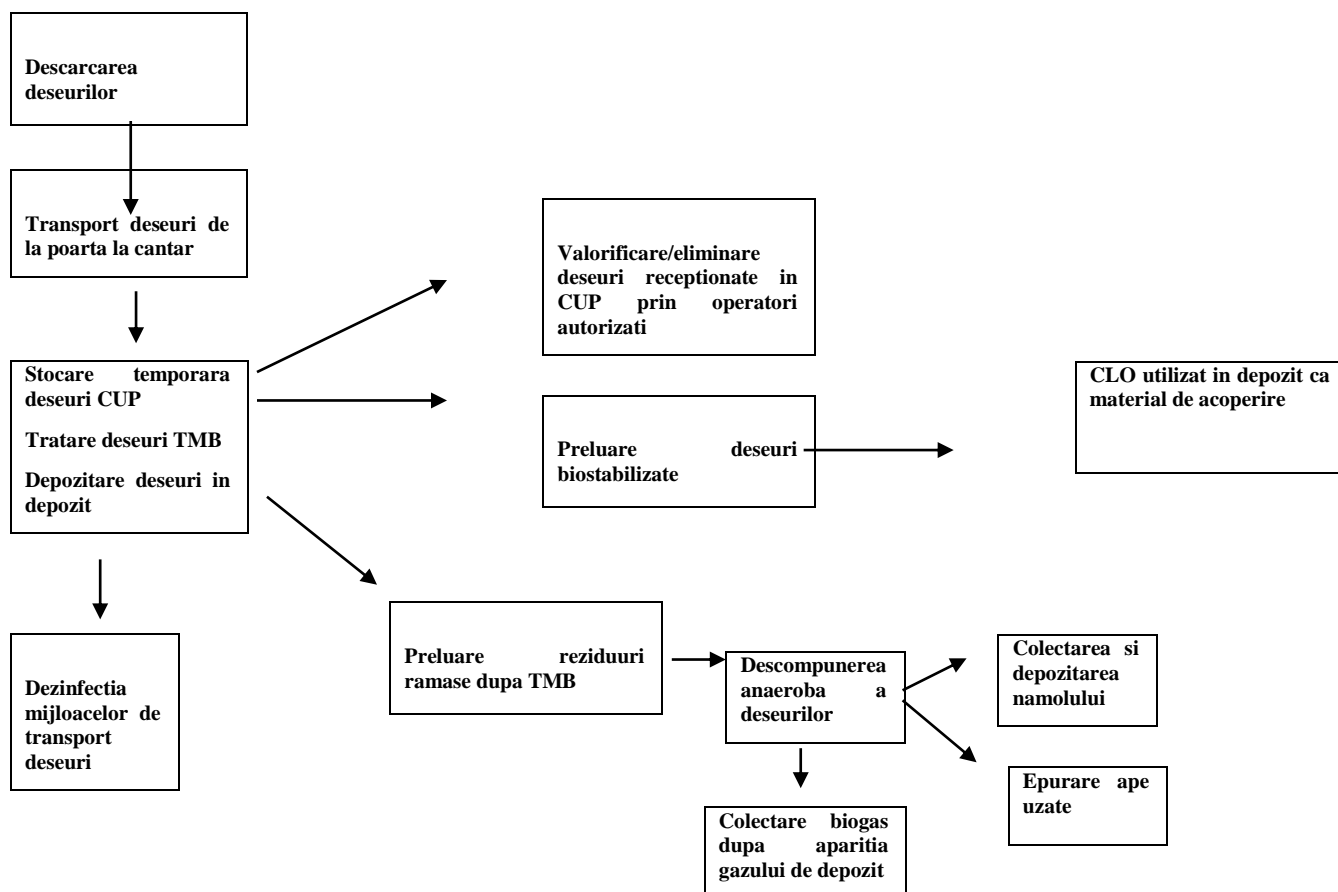 Descarcarea
deseurilor
Transport deseuri de
la poarta la cantar
Valorificare/eliminare
deseuri receptionate in
CUP prin operatori
autorizati
Stocare temporara
deseuri CUP
Tratare deseuri TMB
Depozitare deseuri in
depozit
Preluare deseuri
biostabilizate
CLO utilizat in depozit ca
material de acoperire
Dezinfectia
mijloacelor de
transport
deseuri
Preluare reziduuri
ramase dupa TMB
Descompunerea
anaeroba a
deseurilor
Colectarea si
depozitarea
namolului
Epurare ape
uzate
Colectare biogas
dupa aparitia
gazului de depozit